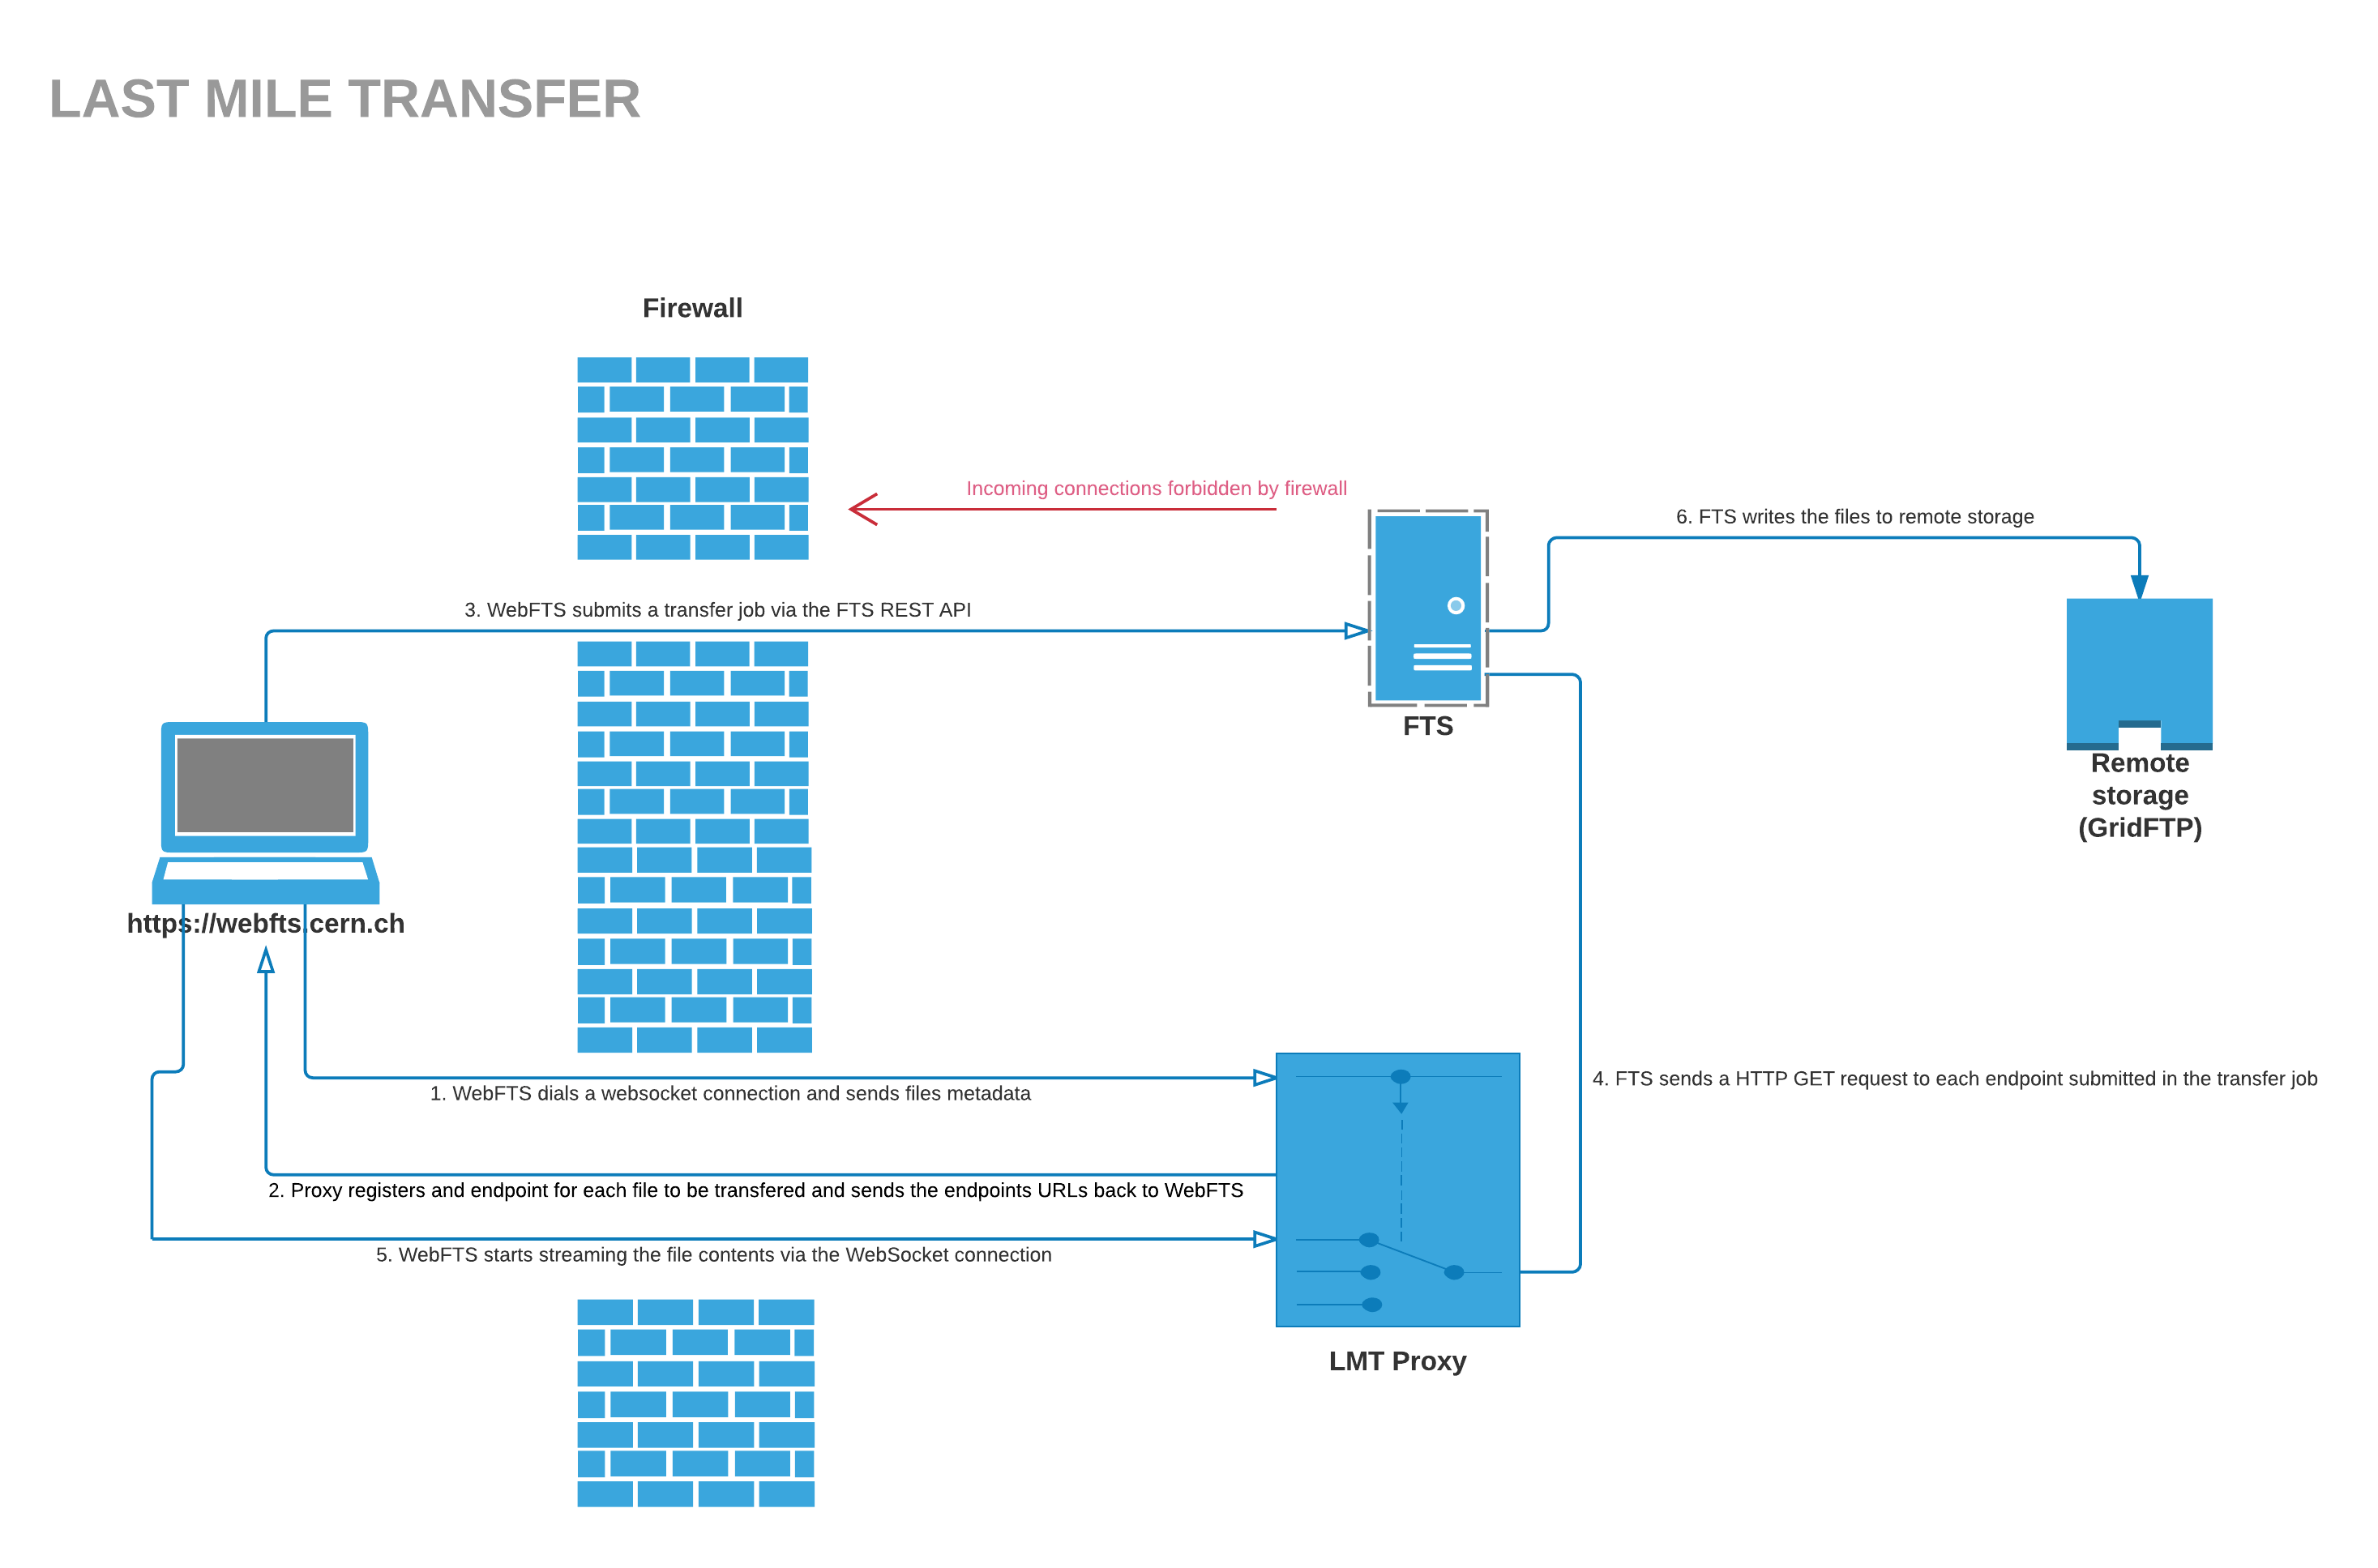 LAST MILE TRANSFER
Firewall
Incoming connections forbidden by firewall
6. FTS writes the files to remote storage
3. WebFTS submits a transfer job via the FTS REST API
FTS
Remote
storage
(GridFTP)
https://webfts.cern.ch
1. WebFTS dials a websocket connection and sends files metadata
4. FTS sends a HTTP GET request to each endpoint submitted in the transfer job
2. Proxy registers and endpoint for each file to be transfered and sends the endpoints URLs back to WebFTS
5. WebFTS starts streaming the file contents via the WebSocket connection
LMT Proxy